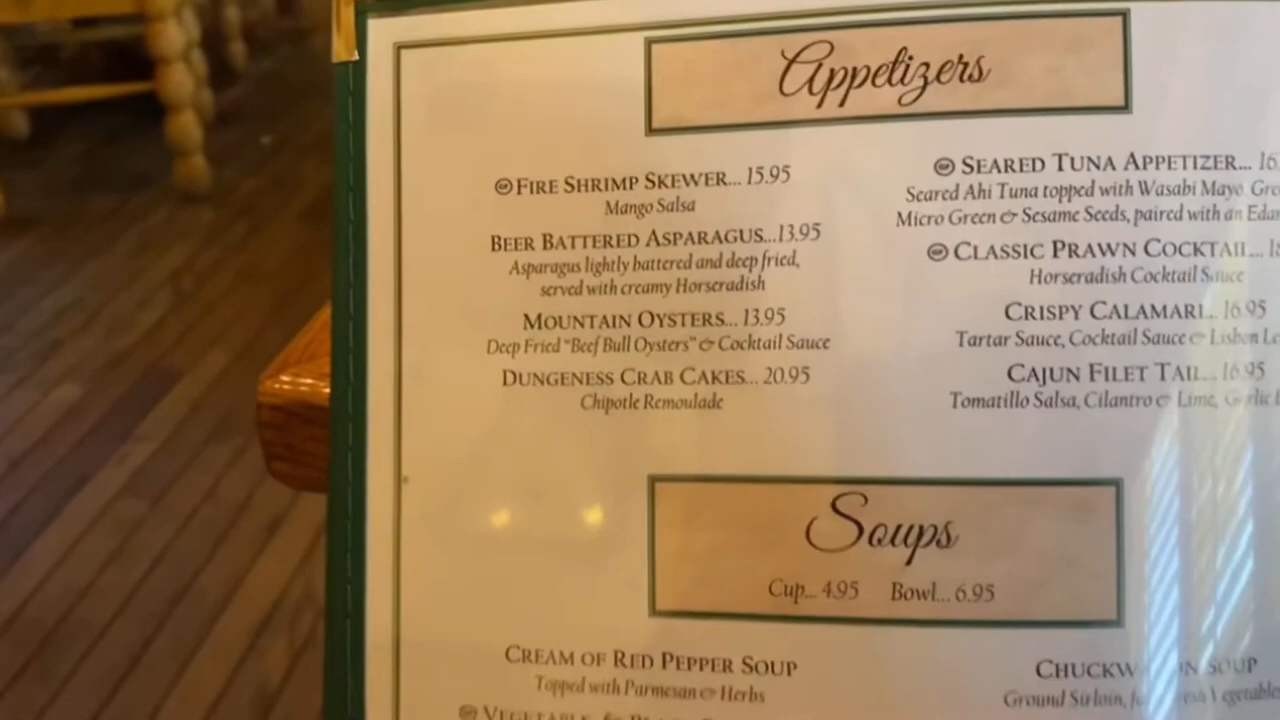 Appetizers
FIRE SHRIMP SKEWER... 15.95
Mango Salsa
BEER BATTERED ASPARAGUS...13.95
Asparagus lightly battered and deep fried,
served with creamy Horseradish
MOUNTAIN OYSTERS... 13.95
Deep Fried "Beef Bull Oysters" & Cocktail Sauce
DUNGENESS CRAB CAKES... 20.95
Chipotle Remoulade
SEARED TUNA APPETIZER...
Seared Ahi Tuna topped with Wasabi Mayo
Micro Green & Sesame Seeds, paired with an
CLASSIC PRAWN COCKTAIL...
Horseradish Cocktail Sauce
CRISPY CALAMARI... 16.95
Tartar Sauce, Cocktail Sauce & Lisbon
CAJUN FILET TAIL... 16.95
Tomatillo Salsa, Cilantro & Lime, Garlic
Soups
Cup... 4.95 Bowl... 6.95
CREAM OF RED PEPPER SOUP
Topped with Parmesan & Herbs
VEGETABLE
SOUP
Ground Sirloin,